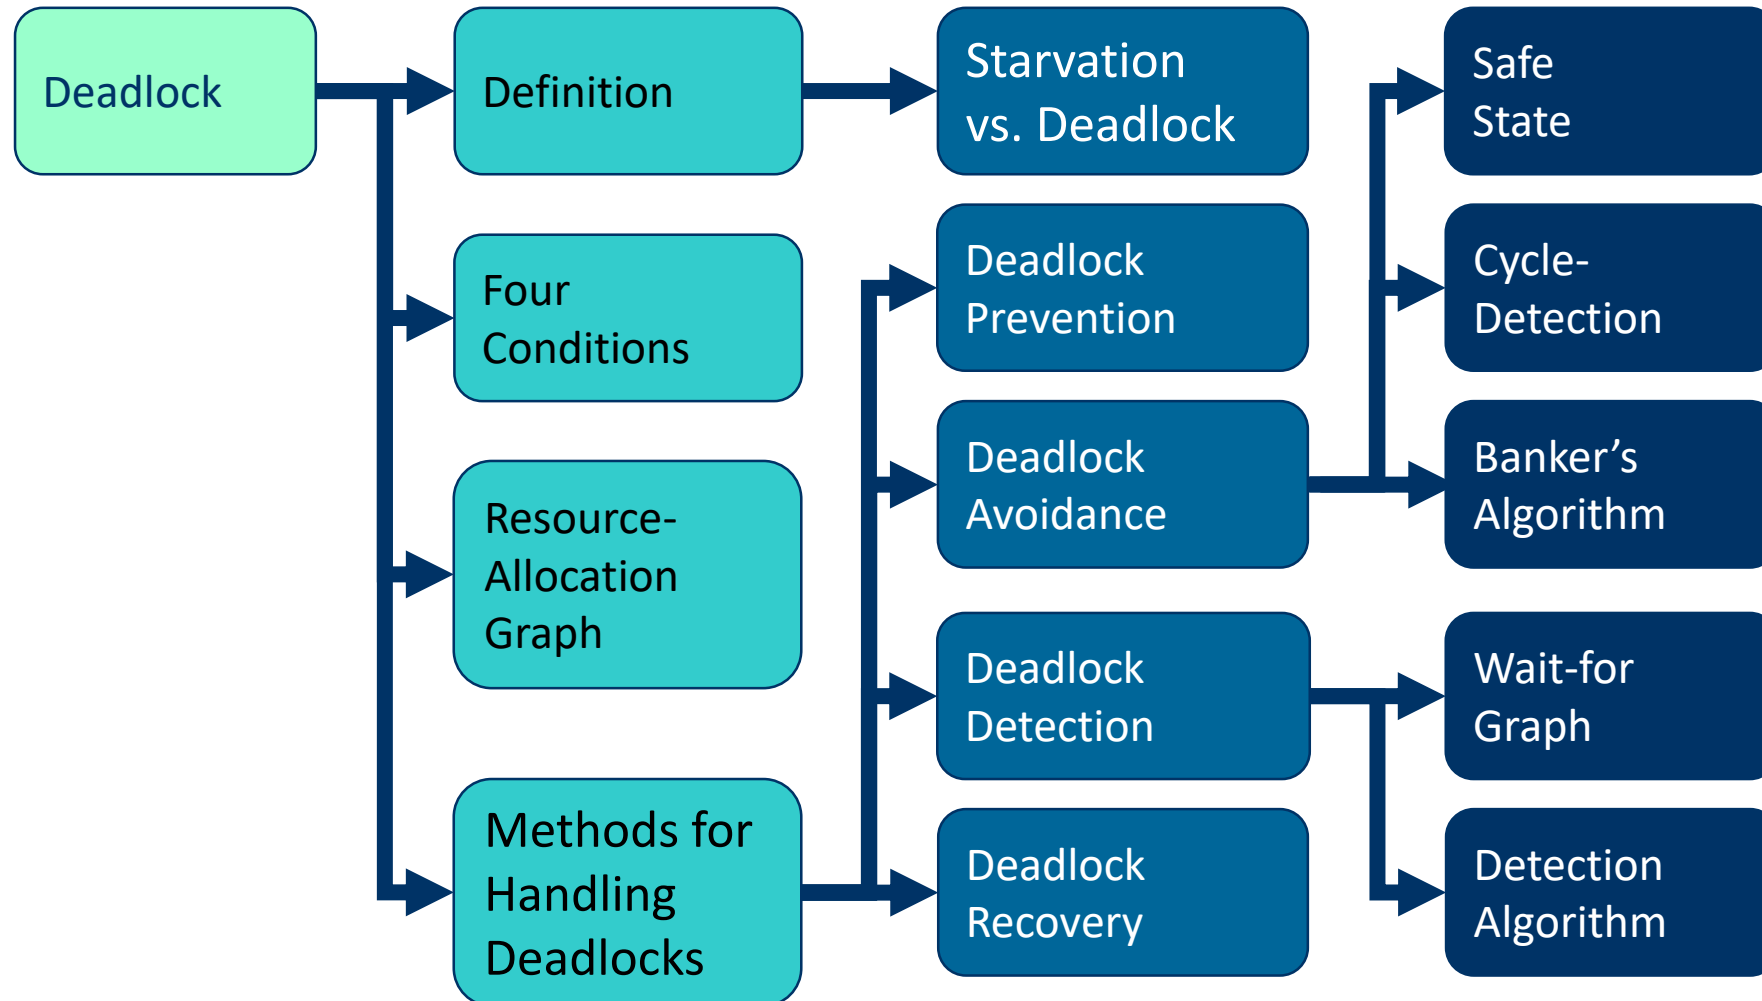 Deadlock
Definition
Starvation
vs. Deadlock
Safe
State
Four
Conditions
Deadlock
Prevention
Cycle-
Detection
Resource-
Allocation
Graph
Deadlock
Avoidance
Banker’s
Algorithm
Methods for
Handling
Deadlocks
Deadlock
Detection
Wait-for
Graph
Deadlock
Recovery
Detection
Algorithm